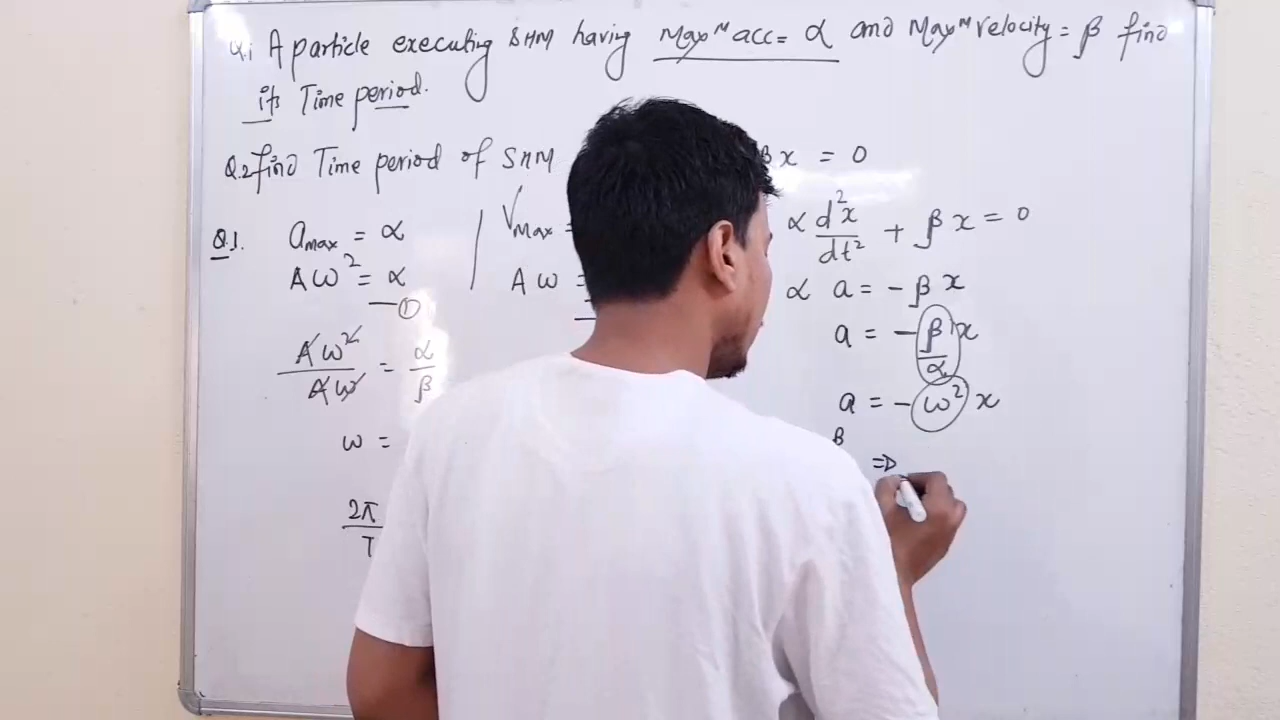 Q.1 A particle executing SHM having Max^m acc = α and Max^m velocity = β find
its Time period.
Q.2 find Time period of SHM βx = 0
Q.1. a_max = α
Aω² = α
—①
Aω²/Aω = α/β
ω =
2π/T
V_Max =
Aω =
α d²x/dt² + βx = 0
α a = -βx
a = -β/α x
a = -ω² x
β
⇒